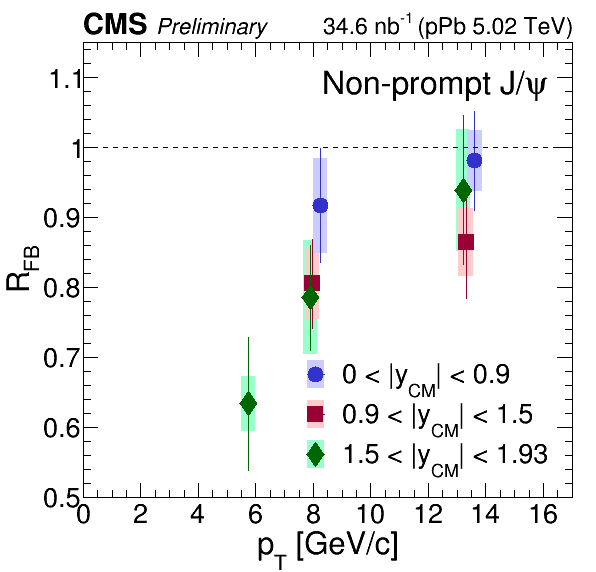 CMS Preliminary 34.6 nb⁻¹ (pPb 5.02 TeV)
Non-prompt J/ψ
R_FB
1.1
1
0.9
0.8
0.7
0.6
0.5
0 < |y_CM| < 0.9
0.9 < |y_CM| < 1.5
1.5 < |y_CM| < 1.93
0 2 4 6 8 10 12 14 16
p_T [GeV/c]